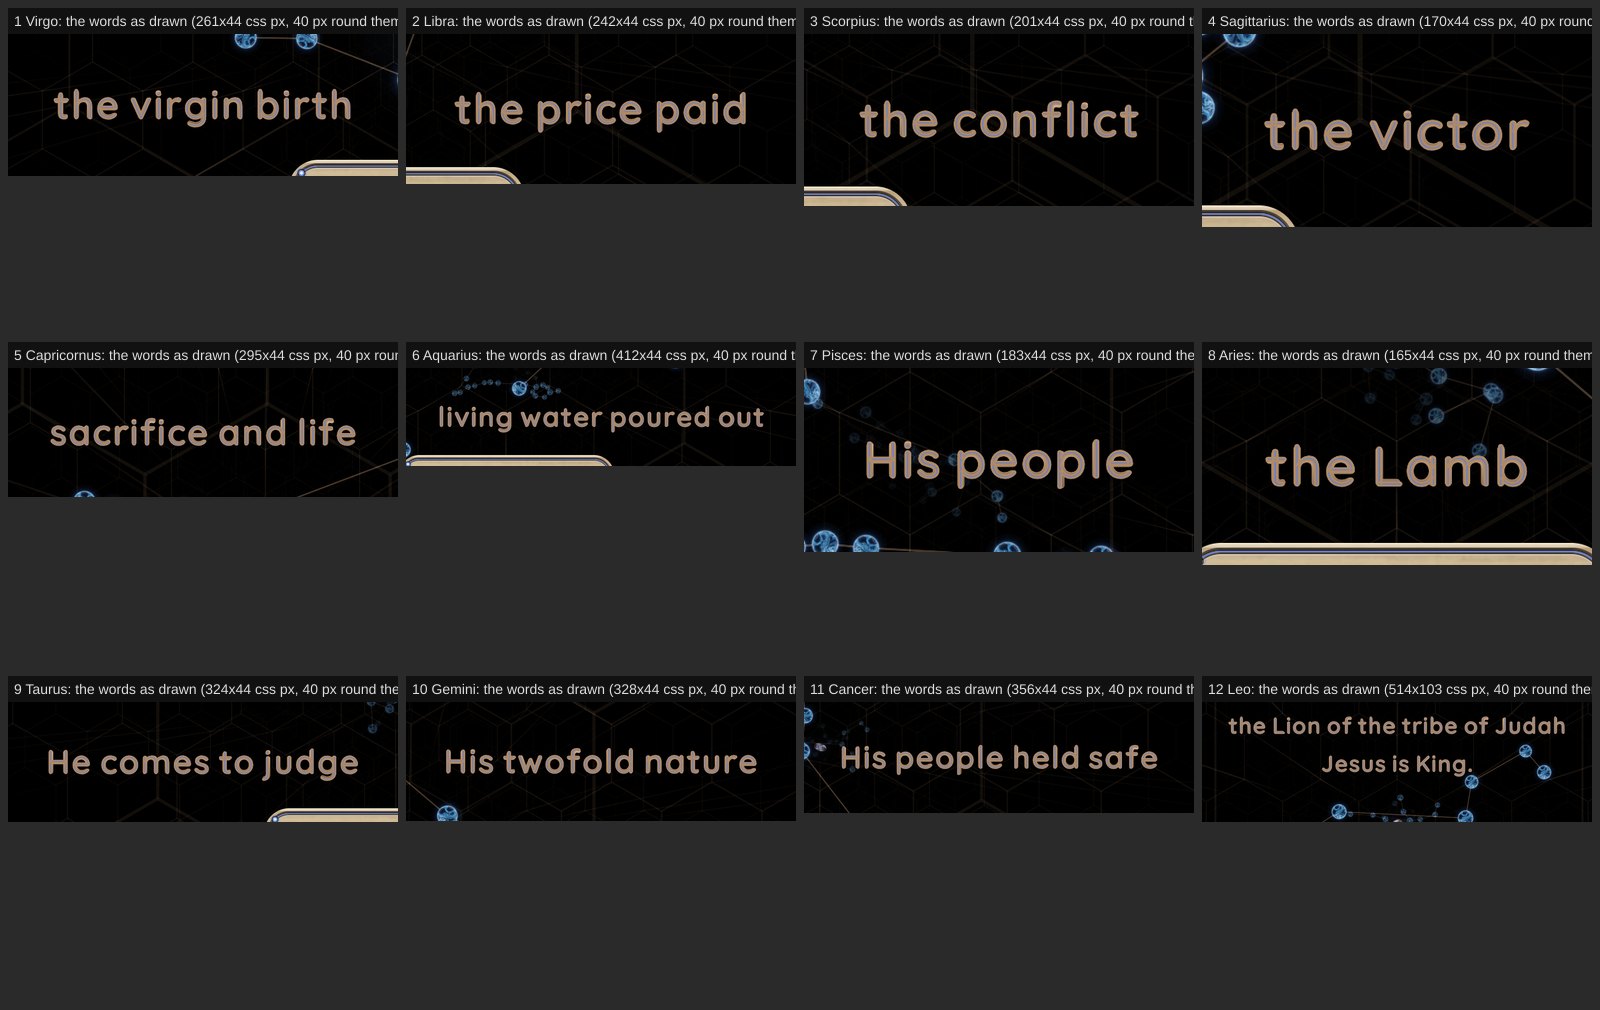 1 Virgo: the words as drawn (261x44 css px, 40 px round them
the virgin birth
2 Libra: the words as drawn (242x44 css px, 40 px round them
the price paid
3 Scorpius: the words as drawn (201x44 css px, 40 px round t
the conflict
4 Sagittarius: the words as drawn (170x44 css px, 40 px round
the victor
5 Capricornus: the words as drawn (295x44 css px, 40 px roun
sacrifice and life
6 Aquarius: the words as drawn (412x44 css px, 40 px round t
living water poured out
7 Pisces: the words as drawn (183x44 css px, 40 px round the
His people
8 Aries: the words as drawn (165x44 css px, 40 px round them
the Lamb
9 Taurus: the words as drawn (324x44 css px, 40 px round the
He comes to judge
10 Gemini: the words as drawn (328x44 css px, 40 px round th
His twofold nature
11 Cancer: the words as drawn (356x44 css px, 40 px round th
His people held safe
12 Leo: the words as drawn (514x103 css px, 40 px round the
the Lion of the tribe of Judah
Jesus is King.